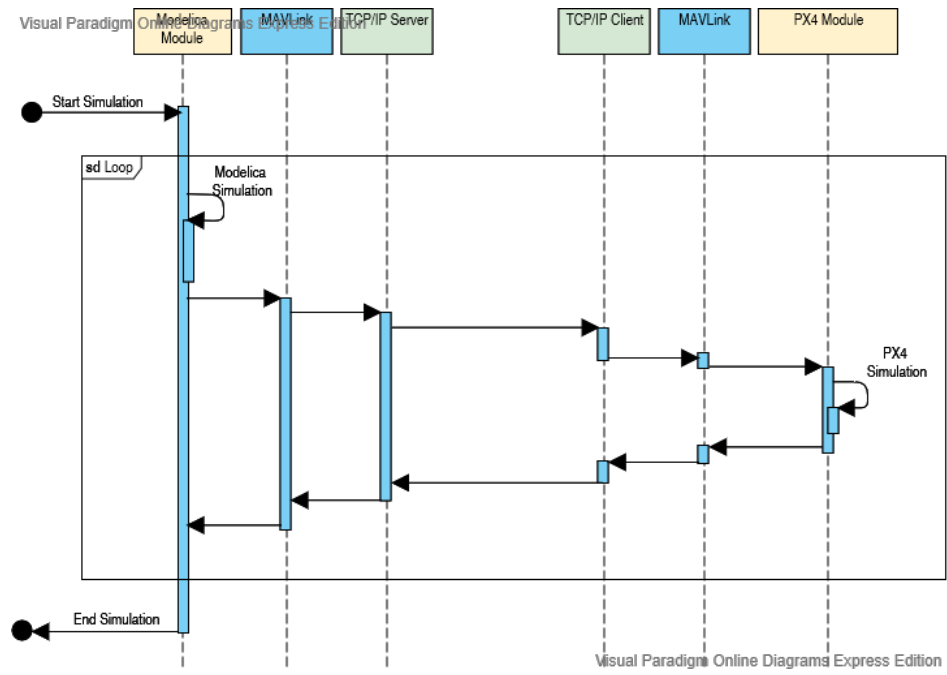 Visual Paradigm Online Diagrams Express Edition
Modelica
Module
MAVLink
TCP/IP Server
TCP/IP Client
MAVLink
PX4 Module
Start Simulation
sd Loop
Modelica
Simulation
PX4
Simulation
End Simulation
Visual Paradigm Online Diagrams Express Edition